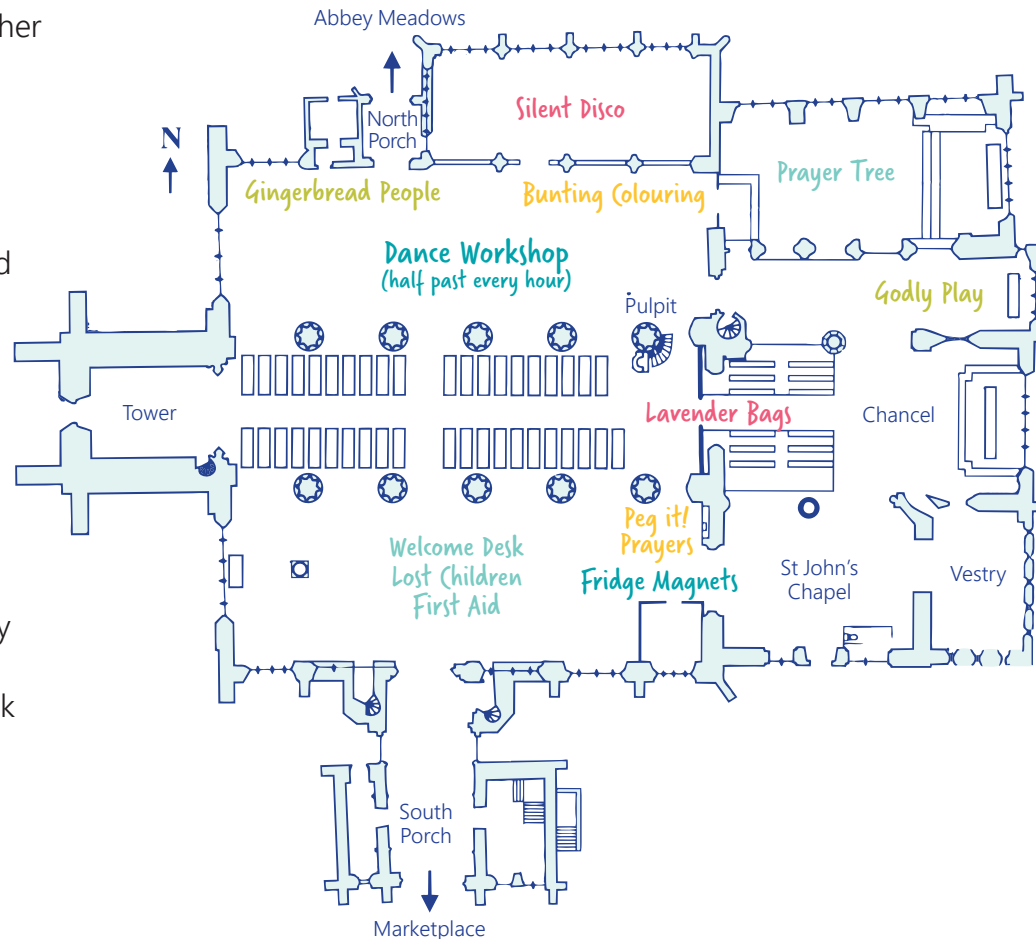 her
d
y
k
Abbey Meadows
North
Porch
N
Silent Disco
Prayer Tree
Gingerbread People
Bunting Colouring
Dance Workshop
(half past every hour)
Godly Play
Pulpit
Tower
Lavender Bags
Chancel
Peg it!
Prayers
Welcome Desk
Lost Children
First Aid
Fridge Magnets
St John's
Chapel
Vestry
South
Porch
Marketplace